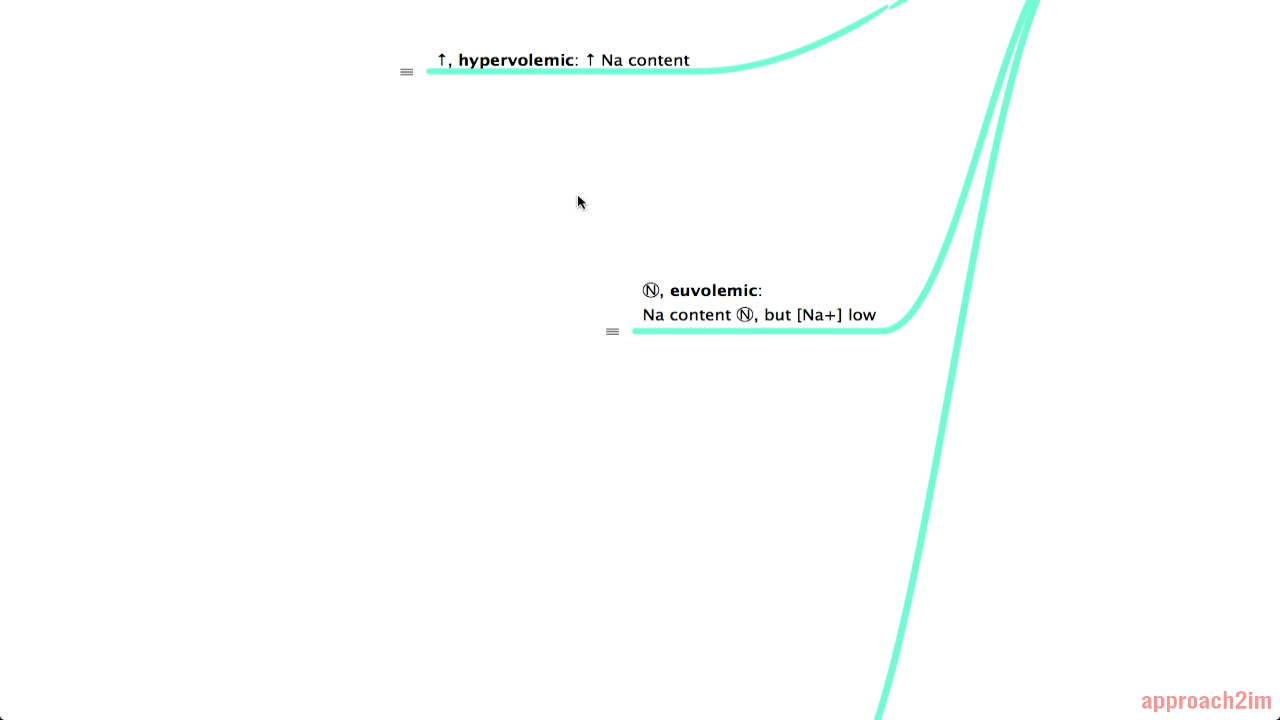 ↑, hypervolemic: ↑ Na content
Ⓝ, euvolemic:
Na content Ⓝ, but [Na+] low
approach2im